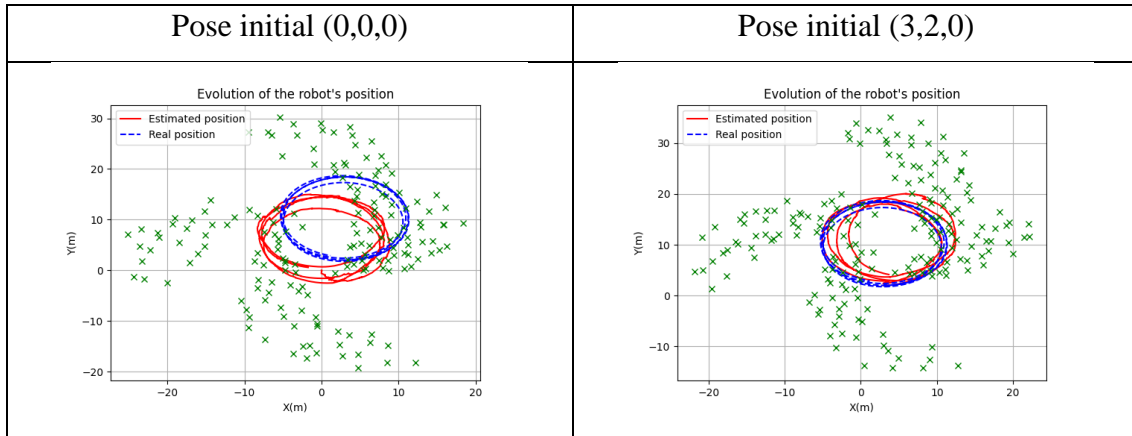 Pose initial (0,0,0)
Pose initial (3,2,0)
Evolution of the robot's position
Estimated position
Real position
Y(m)
30
20
10
0
−10
−20
−20
−10
0
10
20
X(m)
Evolution of the robot's position
Estimated position
Real position
Y(m)
30
20
10
0
−10
−20
−10
0
10
20
X(m)